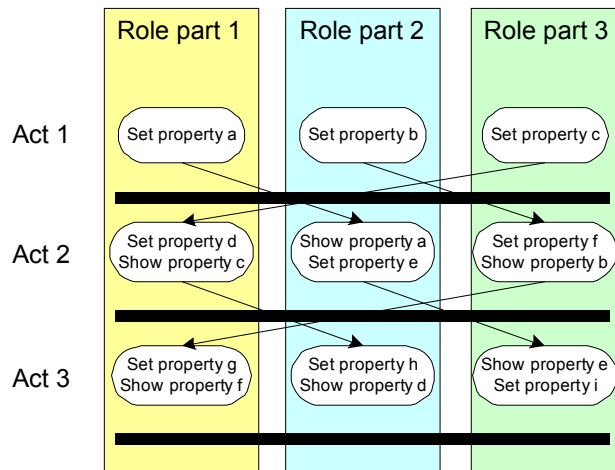 Role part 1
Role part 2
Role part 3
Act 1
Set property a
Set property b
Set property c
Act 2
Set property d
Show property c
Show property a
Set property e
Set property f
Show property b
Act 3
Set property g
Show property f
Set property h
Show property d
Show property e
Set property i